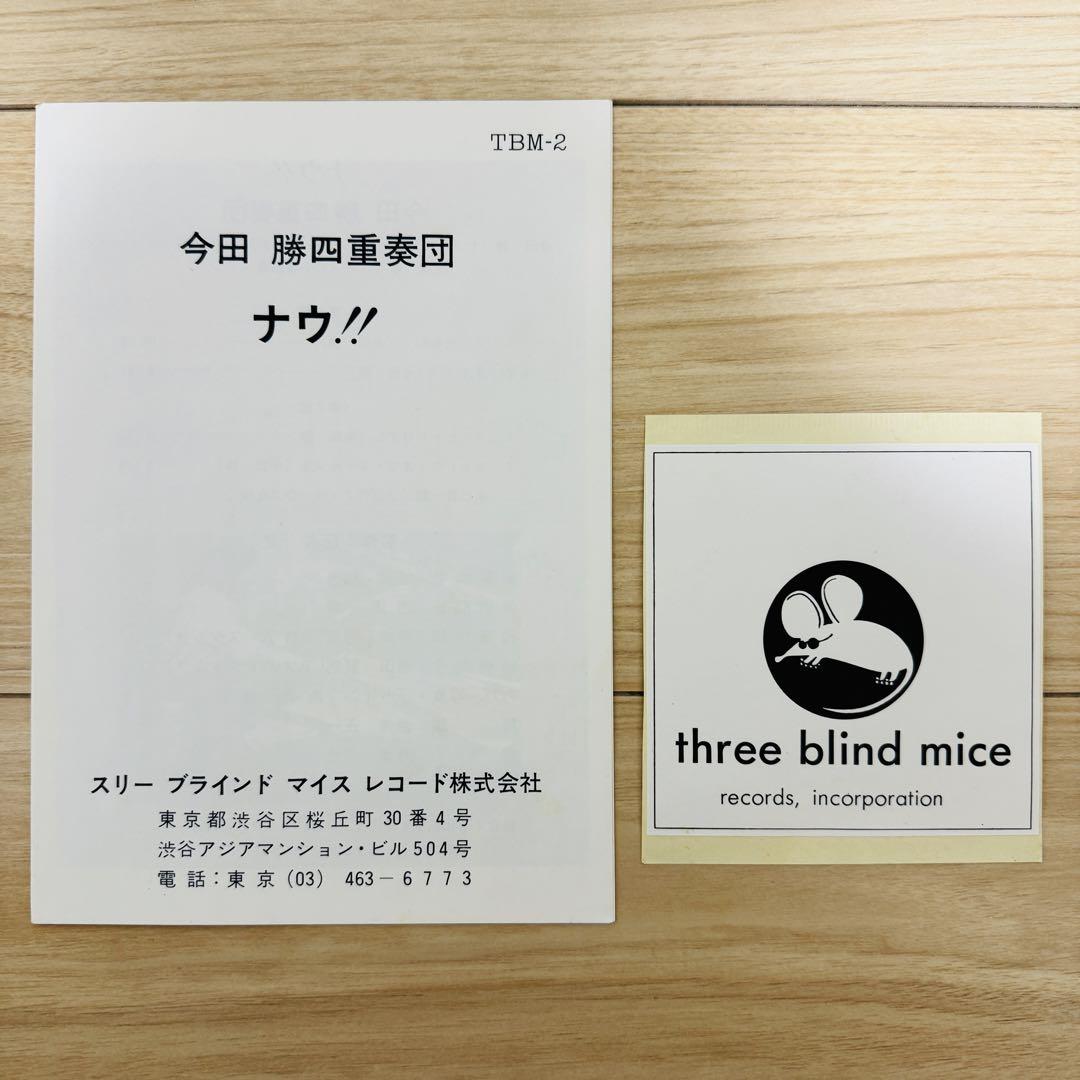 TBM-2
今田 勝四重奏団
ナウ!!
スリー ブラインド マイス レコード株式会社
東京都渋谷区桜丘町30番4号
渋谷アジアマンション・ビル504号
電話:東京(03) 463-6773
three blind mice
records, incorporation